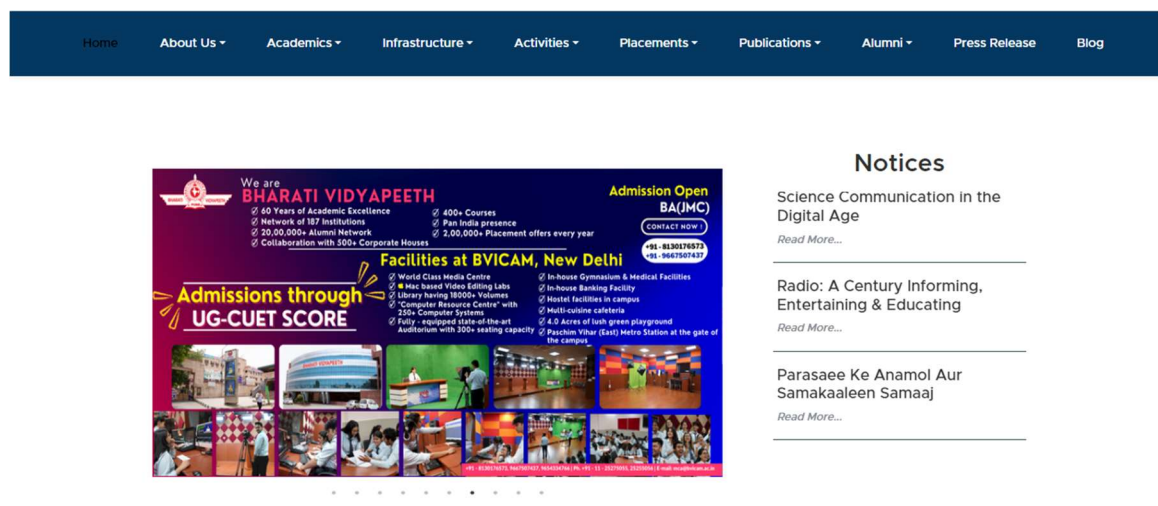 Home About Us Academics Infrastructure Activities Placements Publications Alumni Press Release Blog
We are
BHARATI VIDYAPEETH
60 Years of Academic Excellence
Network of 187 Institutions
20,00,000+ Alumni Network
Collaboration with 500+ Corporate Houses
400+ Courses
Pan India presence
2,00,000+ Placement offers every year
Admission Open
BA(JMC)
CONTACT NOW !
+91 - 8130176573
+91 - 9667507437
Admissions through
UG-CUET SCORE
Facilities at BVICAM, New Delhi
World Class Media Centre
Mac based Video Editing Labs
Library having 18000+ Volumes
"Computer Resource Centre" with
250+ Computer Systems
Fully - equipped state-of-the-art
Auditorium with 300+ seating capacity
In-house Gymnasium & Medical Facilities
In-house Banking Facility
Hostel facilities in campus
Multi-cuisine cafeteria
4.0 Acres of lush green playground
Paschim Vihar (East) Metro Station at the gate of
the campus
Notices
Science Communication in the
Digital Age
Read More...
Radio: A Century Informing,
Entertaining & Educating
Read More...
Parasaee Ke Anamol Aur
Samakaaleen Samaaj
Read More...